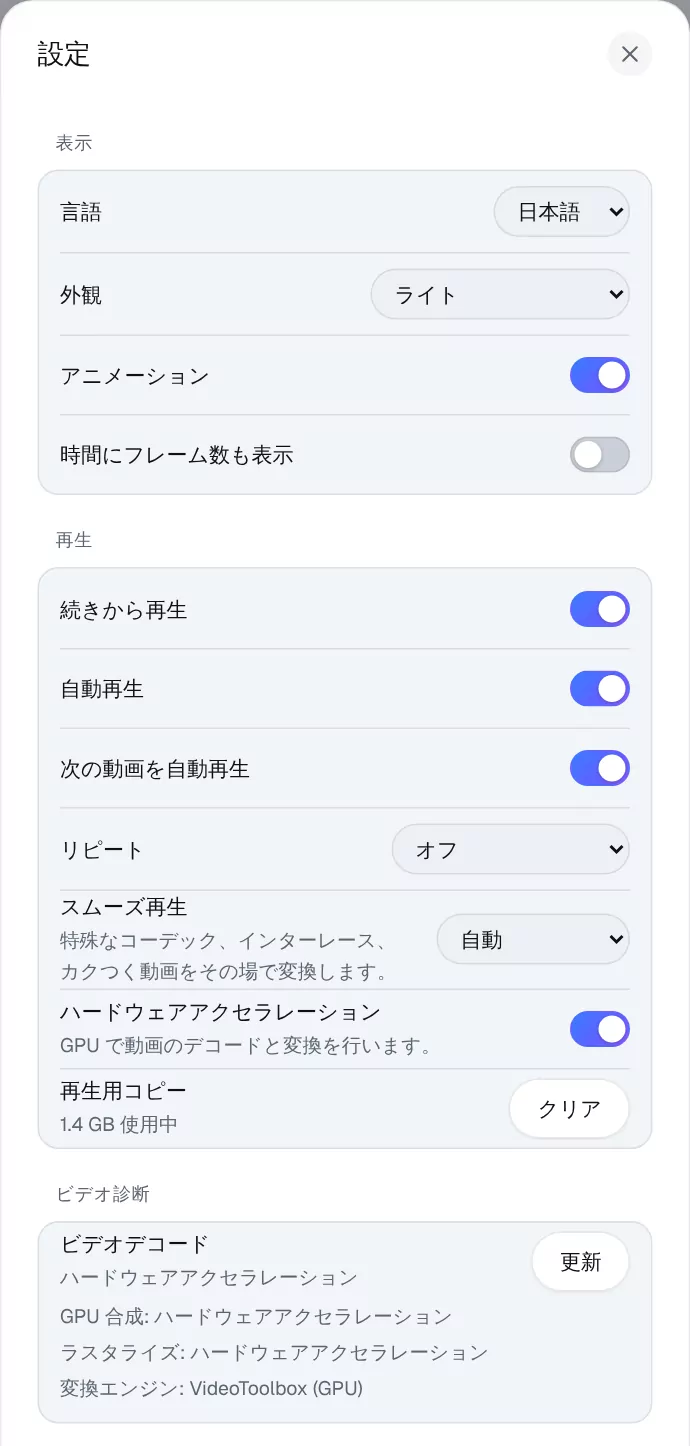 設定
表示
言語
日本語
外観
ライト
アニメーション
時間にフレーム数も表示
再生
続きから再生
自動再生
次の動画を自動再生
リピート
オフ
スムーズ再生
特殊なコーデック、インターレース、
カクつく動画をその場で変換します。
自動
ハードウェアアクセラレーション
GPU で動画のデコードと変換を行います。
再生用コピー
1.4 GB 使用中
クリア
ビデオ診断
ビデオデコード
ハードウェアアクセラレーション
更新
GPU 合成: ハードウェアアクセラレーション
ラスタライズ: ハードウェアアクセラレーション
変換エンジン: VideoToolbox (GPU)